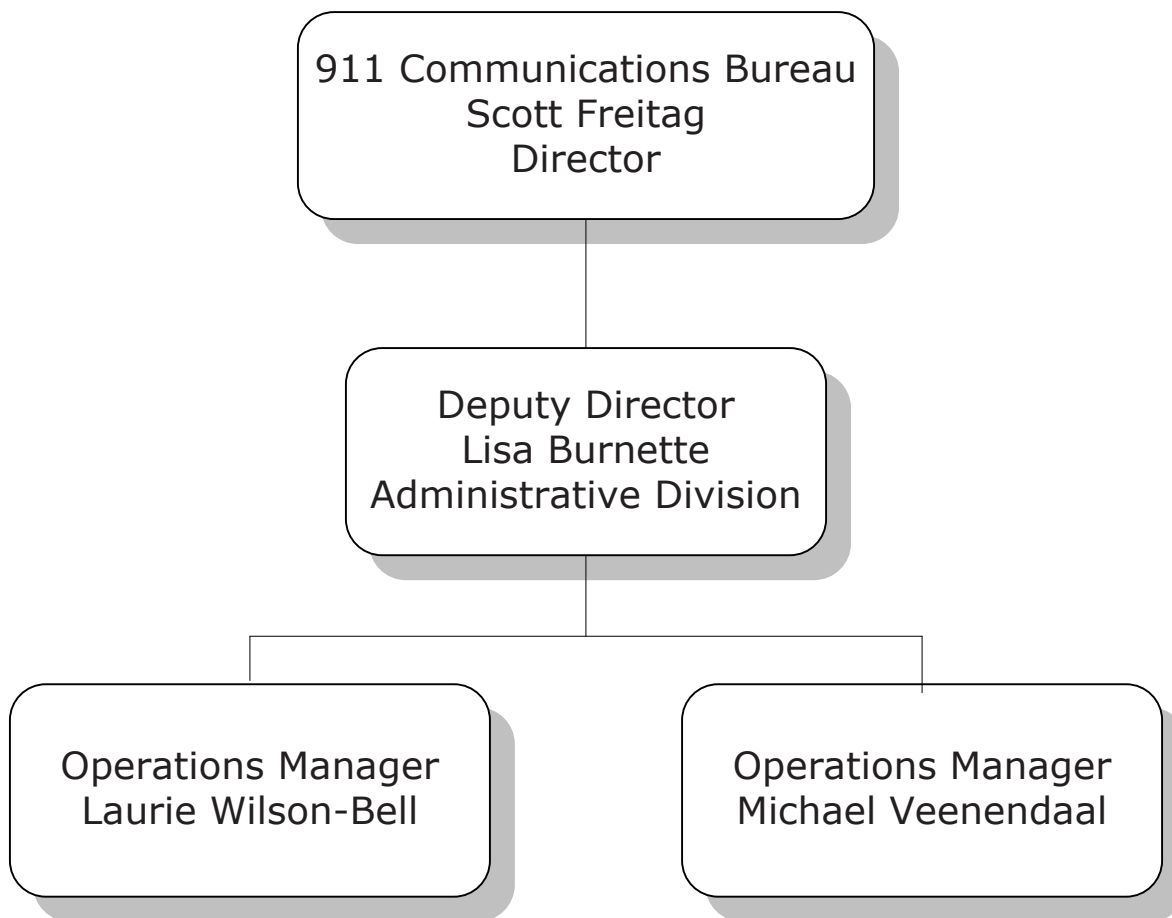 911 Communications Bureau
Scott Freitag
Director
Deputy Director
Lisa Burnette
Administrative Division
Operations Manager
Laurie Wilson-Bell
Operations Manager
Michael Veenendaal